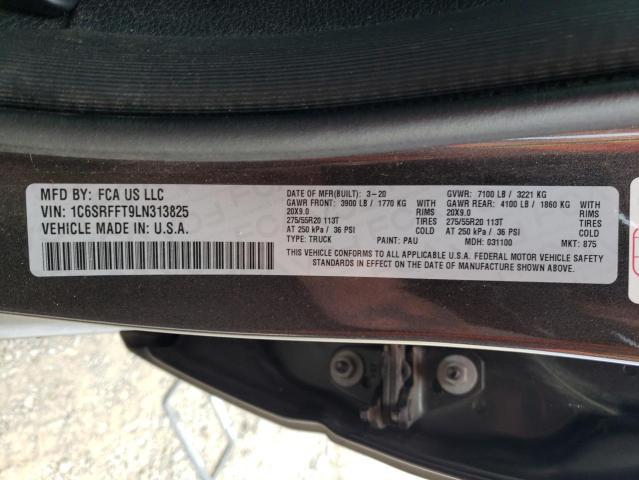 MFD BY: FCA US LLC
VIN: 1C6SRFFT9LN313825
VEHICLE MADE IN: U.S.A.
DATE OF MFR(BUILT): 3-20 GVWR: 7100 LB / 3221 KG
GAWR FRONT: 3900 LB / 1770 KG GAWR REAR: 4100 LB / 1860 KG
20X9.0 WITH 20X9.0 WITH
275/55R20 113T TIRES 275/55R20 113T TIRES
AT 250 kPa / 36 PSI COLD AT 250 kPa / 36 PSI COLD
TYPE: TRUCK PAINT: PAU MDH: 031100 MKT: 875
THIS VEHICLE CONFORMS TO ALL APPLICABLE U.S.A. FEDERAL MOTOR VEHICLE SAFETY
STANDARDS IN EFFECT ON THE DATE OF MANUFACTURE SHOWN ABOVE.